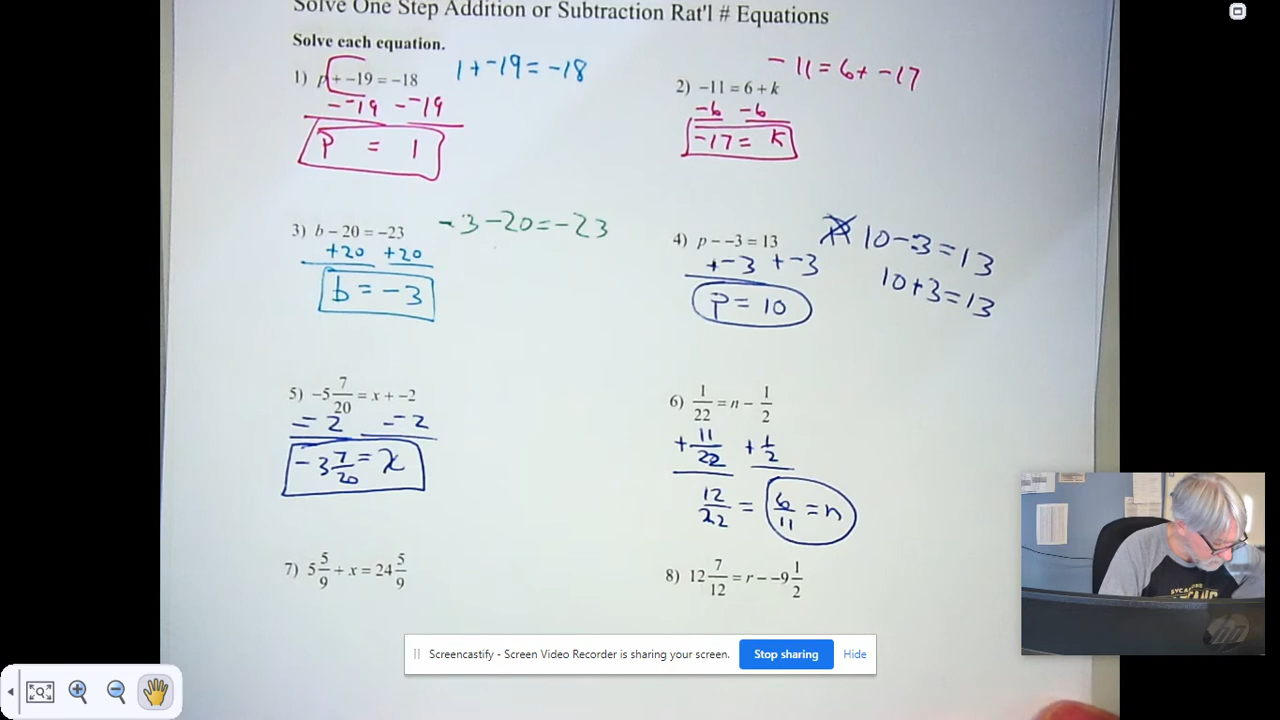 Solve One Step Addition or Subtraction Rat'l # Equations
Solve each equation.
1) p + −19 = −18
1 + -19 = -18
- -19 - -19
p = 1
2) −11 = 6 + k
- 11 = 6 + -17
-6 -6
-17 = k
3) b − 20 = −23
-3 -20 = -23
+20 +20
b = -3
4) p − −3 = 13
10 - -3 = 13
10 + 3 = 13
+ -3 + -3
p = 10
5) −5 7/20 = x + −2
- -2 - -2
-3 7/20 = x
6) 1/22 = n − 1/2
+ 11/22 + 1/2
12/22 = 6/11 = n
7) 5 5/9 + x = 24 5/9
8) 12 7/12 = r − −9 1/2
Screencastify - Screen Video Recorder is sharing your screen.
Stop sharing
Hide
hp